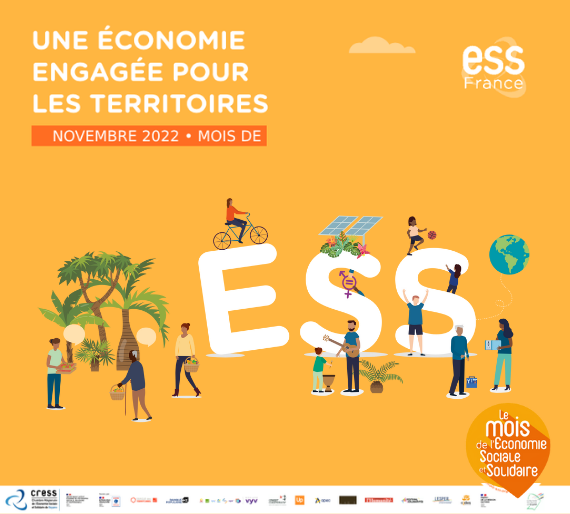 UNE ÉCONOMIE
ENGAGÉE POUR
LES TERRITOIRES
NOVEMBRE 2022 • MOIS DE
ess
France
ESS
Le
mois
de l'Économie
Sociale
et Solidaire
cress
vyv